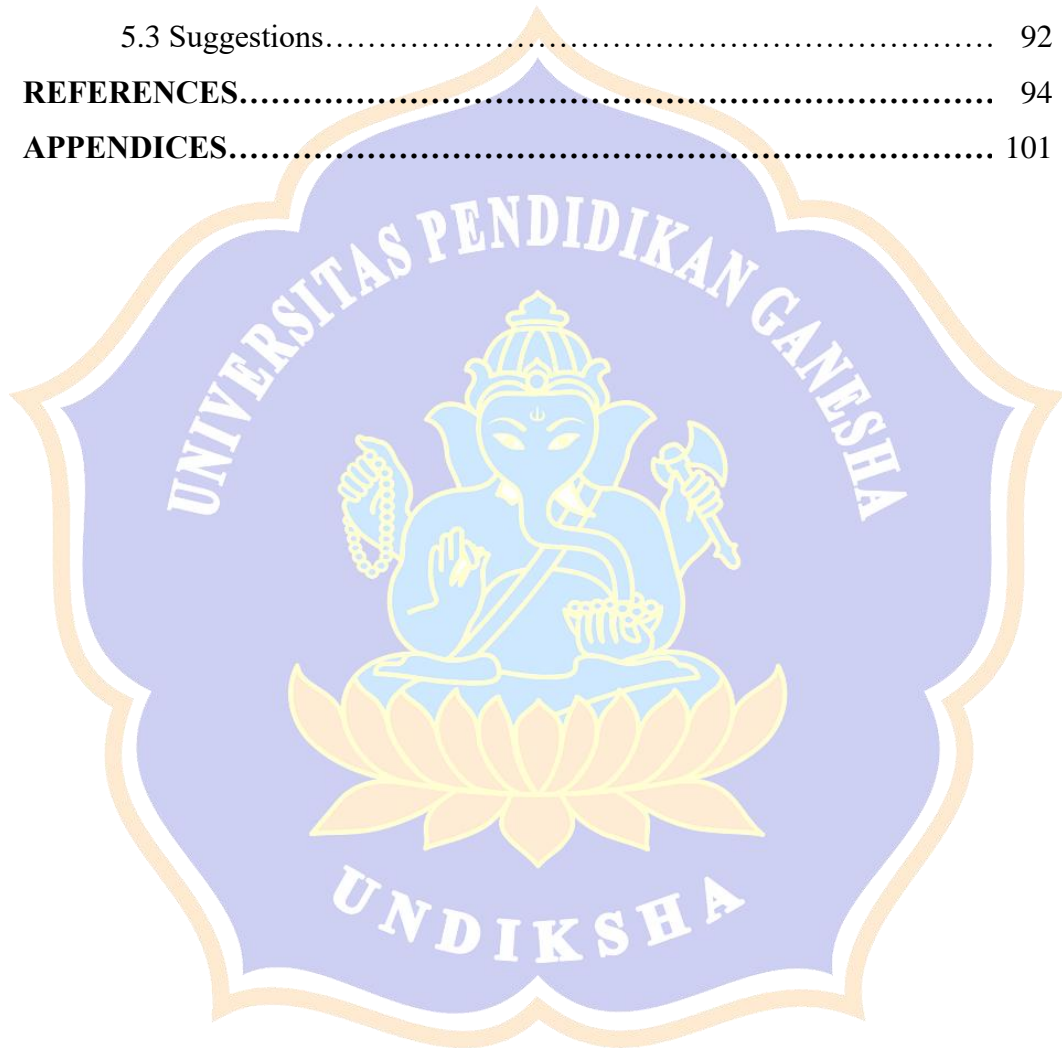 5.3 Suggestions…………………………………………………………… 92
REFERENCES…………………………………………………………………… 94
APPENDICES…………………………………………………………………… 101
UNIVERSITAS PENDIDIKAN GANESHA
UNDIKSHA